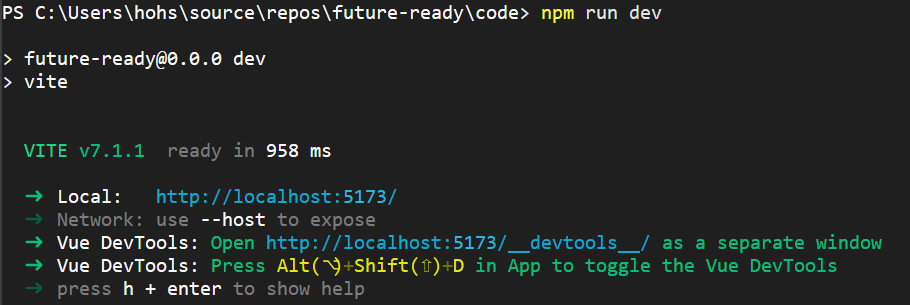 PS C:\Users\hohs\source\repos\future-ready\code> npm run dev
> future-ready@0.0.0 dev
> vite
VITE v7.1.1 ready in 958 ms
➜ Local: http://localhost:5173/
➜ Network: use --host to expose
➜ Vue DevTools: Open http://localhost:5173/__devtools__/ as a separate window
➜ Vue DevTools: Press Alt(⌥)+Shift(⇧)+D in App to toggle the Vue DevTools
➜ press h + enter to show help